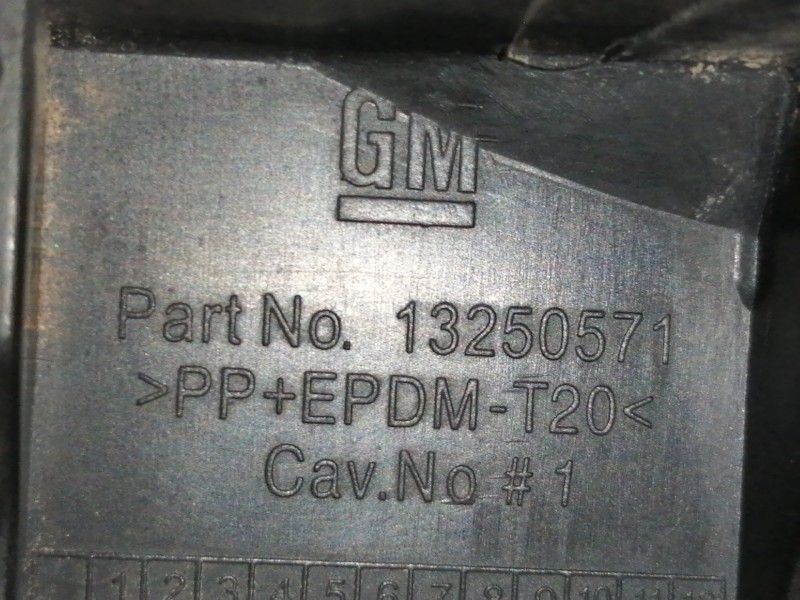 GM
Part No. 13250571
>PP+EPDM-T20<
Cav.No # 1
1 2 3 4 5 6 7 8 9 10 11 12